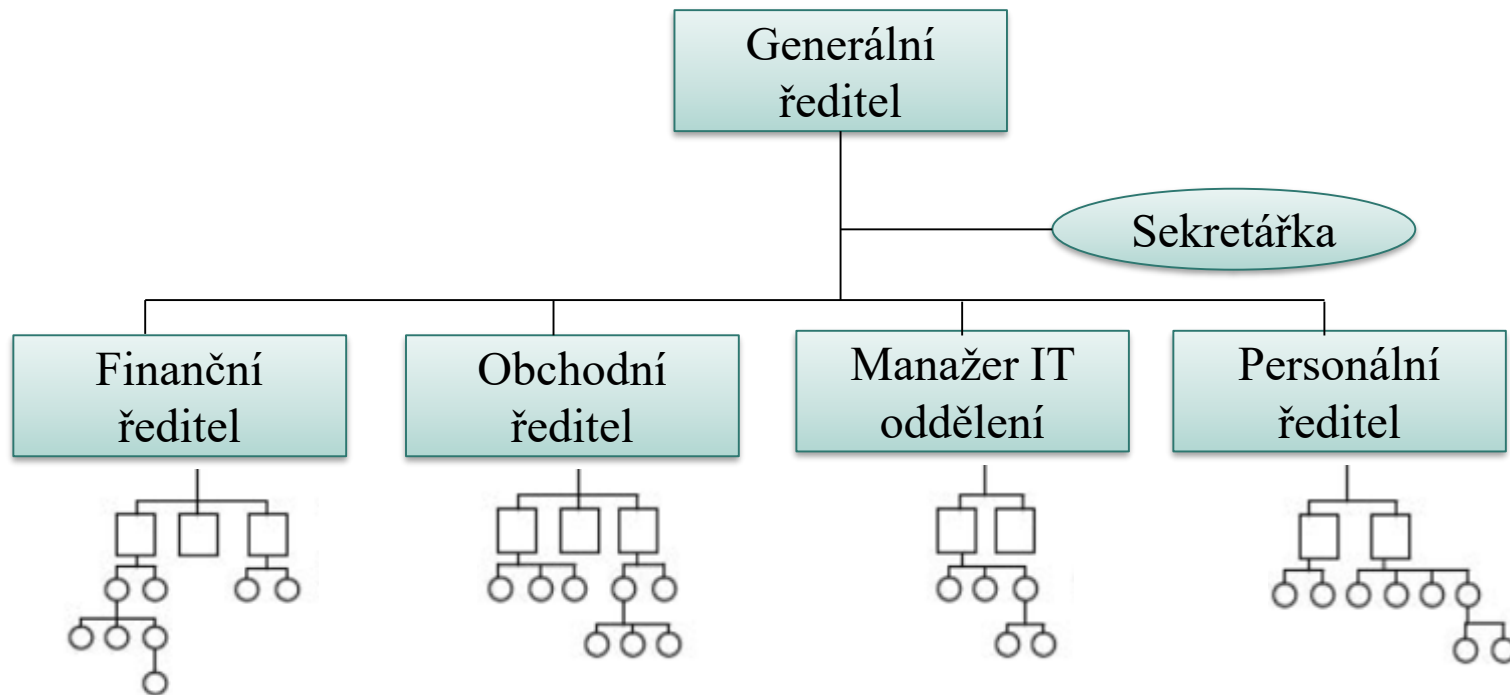 Generální
ředitel
Sekretářka
Finanční
ředitel
Obchodní
ředitel
Manažer IT
oddělení
Personální
ředitel